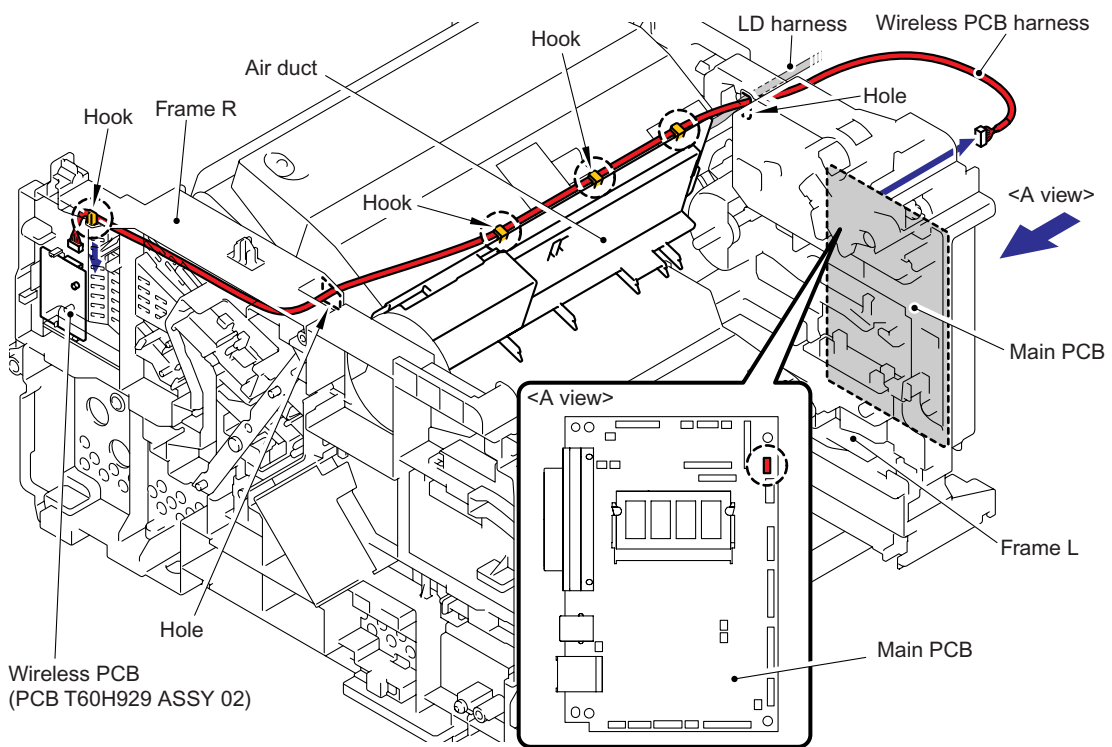 LD harness
Wireless PCB harness
Hook
Air duct
Frame R
Hook
Hole
Hook
Hook
<A view>
Main PCB
<A view>
Frame L
Hole
Main PCB
Wireless PCB
(PCB T60H929 ASSY 02)